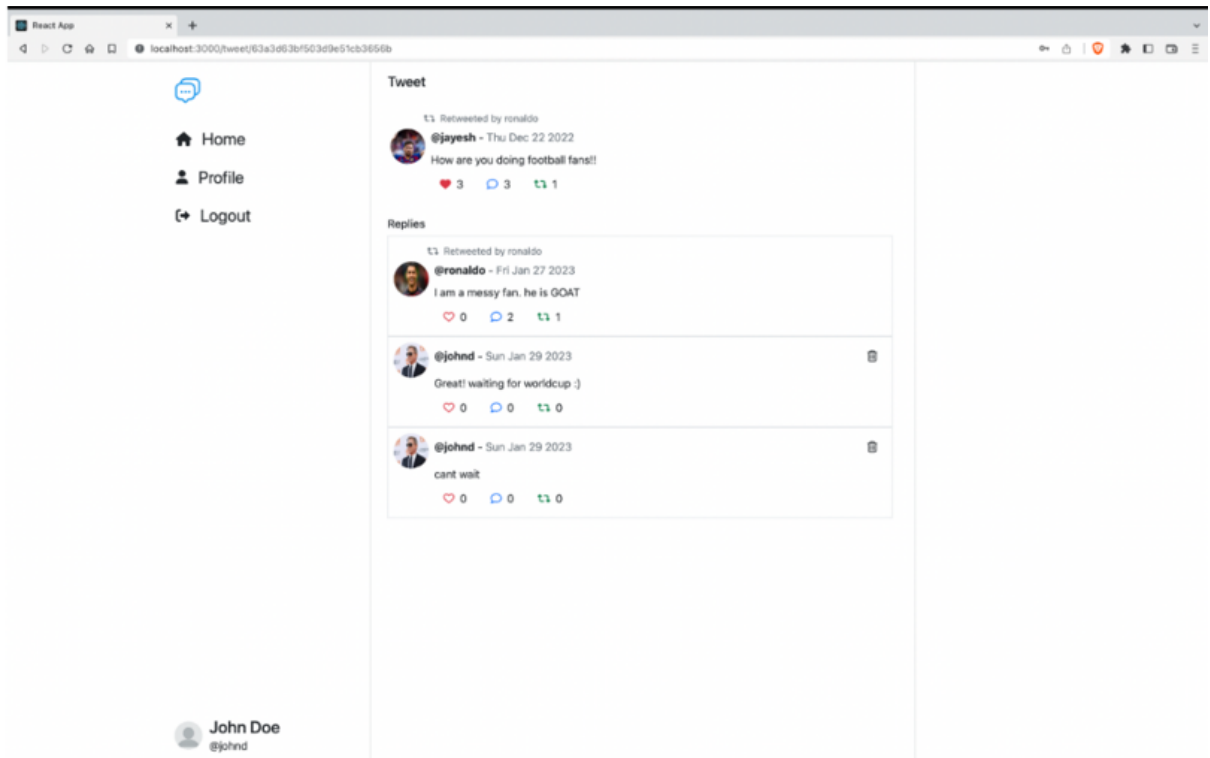 React App
localhost:3000/tweet/63a3d63bf503d9e51cb3656b
Home
Profile
Logout
Tweet
Retweeted by ronaldo
@jayesh - Thu Dec 22 2022
How are you doing football fans!!
3 3 1
Replies
Retweeted by ronaldo
@ronaldo - Fri Jan 27 2023
I am a messy fan. he is GOAT
0 2 1
@johnd - Sun Jan 29 2023
Great! waiting for worldcup :)
0 0 0
@johnd - Sun Jan 29 2023
cant wait
0 0 0
John Doe
@johnd